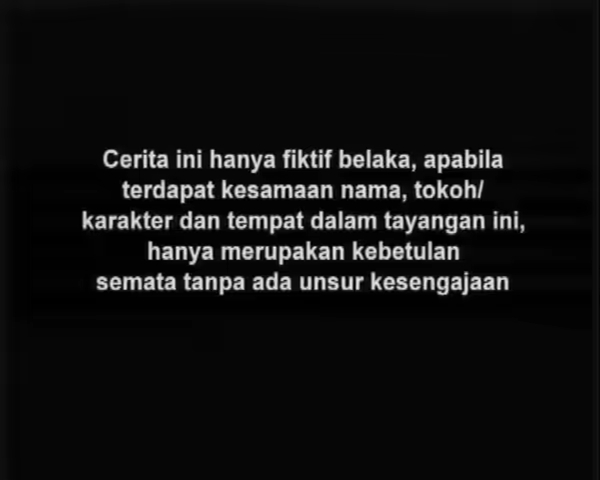 Cerita ini hanya fiktif belaka, apabila
terdapat kesamaan nama, tokoh/
karakter dan tempat dalam tayangan ini,
hanya merupakan kebetulan
semata tanpa ada unsur kesengajaan